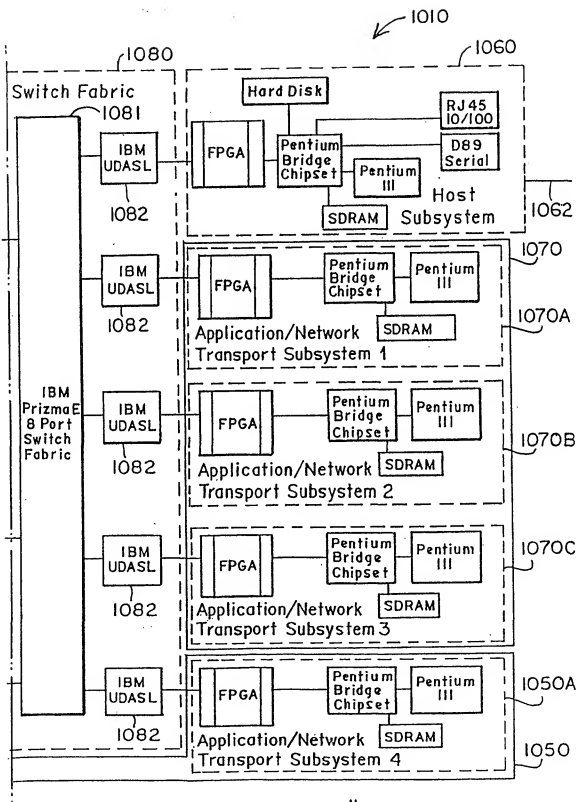 1010
1080
1060
Switch Fabric
1081
Hard Disk
RJ 45
10/100
IBM
UDASL
FPGA
Pentium
Bridge
Chipset
D89
Serial
Pentium
III
1082
Host
Subsystem
SDRAM
1062
1070
IBM
UDASL
FPGA
Pentium
Bridge
Chipset
Pentium
III
1082
SDRAM
1070A
Application/Network
Transport Subsystem 1
IBM
PrizmaE
8 Port
Switch
Fabric
IBM
UDASL
FPGA
Pentium
Bridge
Chipset
Pentium
III
1070B
1082
SDRAM
Application/Network
Transport Subsystem 2
IBM
UDASL
FPGA
Pentium
Bridge
Chipset
Pentium
III
1070C
1082
SDRAM
Application/Network
Transport Subsystem 3
IBM
UDASL
FPGA
Pentium
Bridge
Chipset
Pentium
III
1050A
1082
SDRAM
Application/Network
Transport Subsystem 4
1050